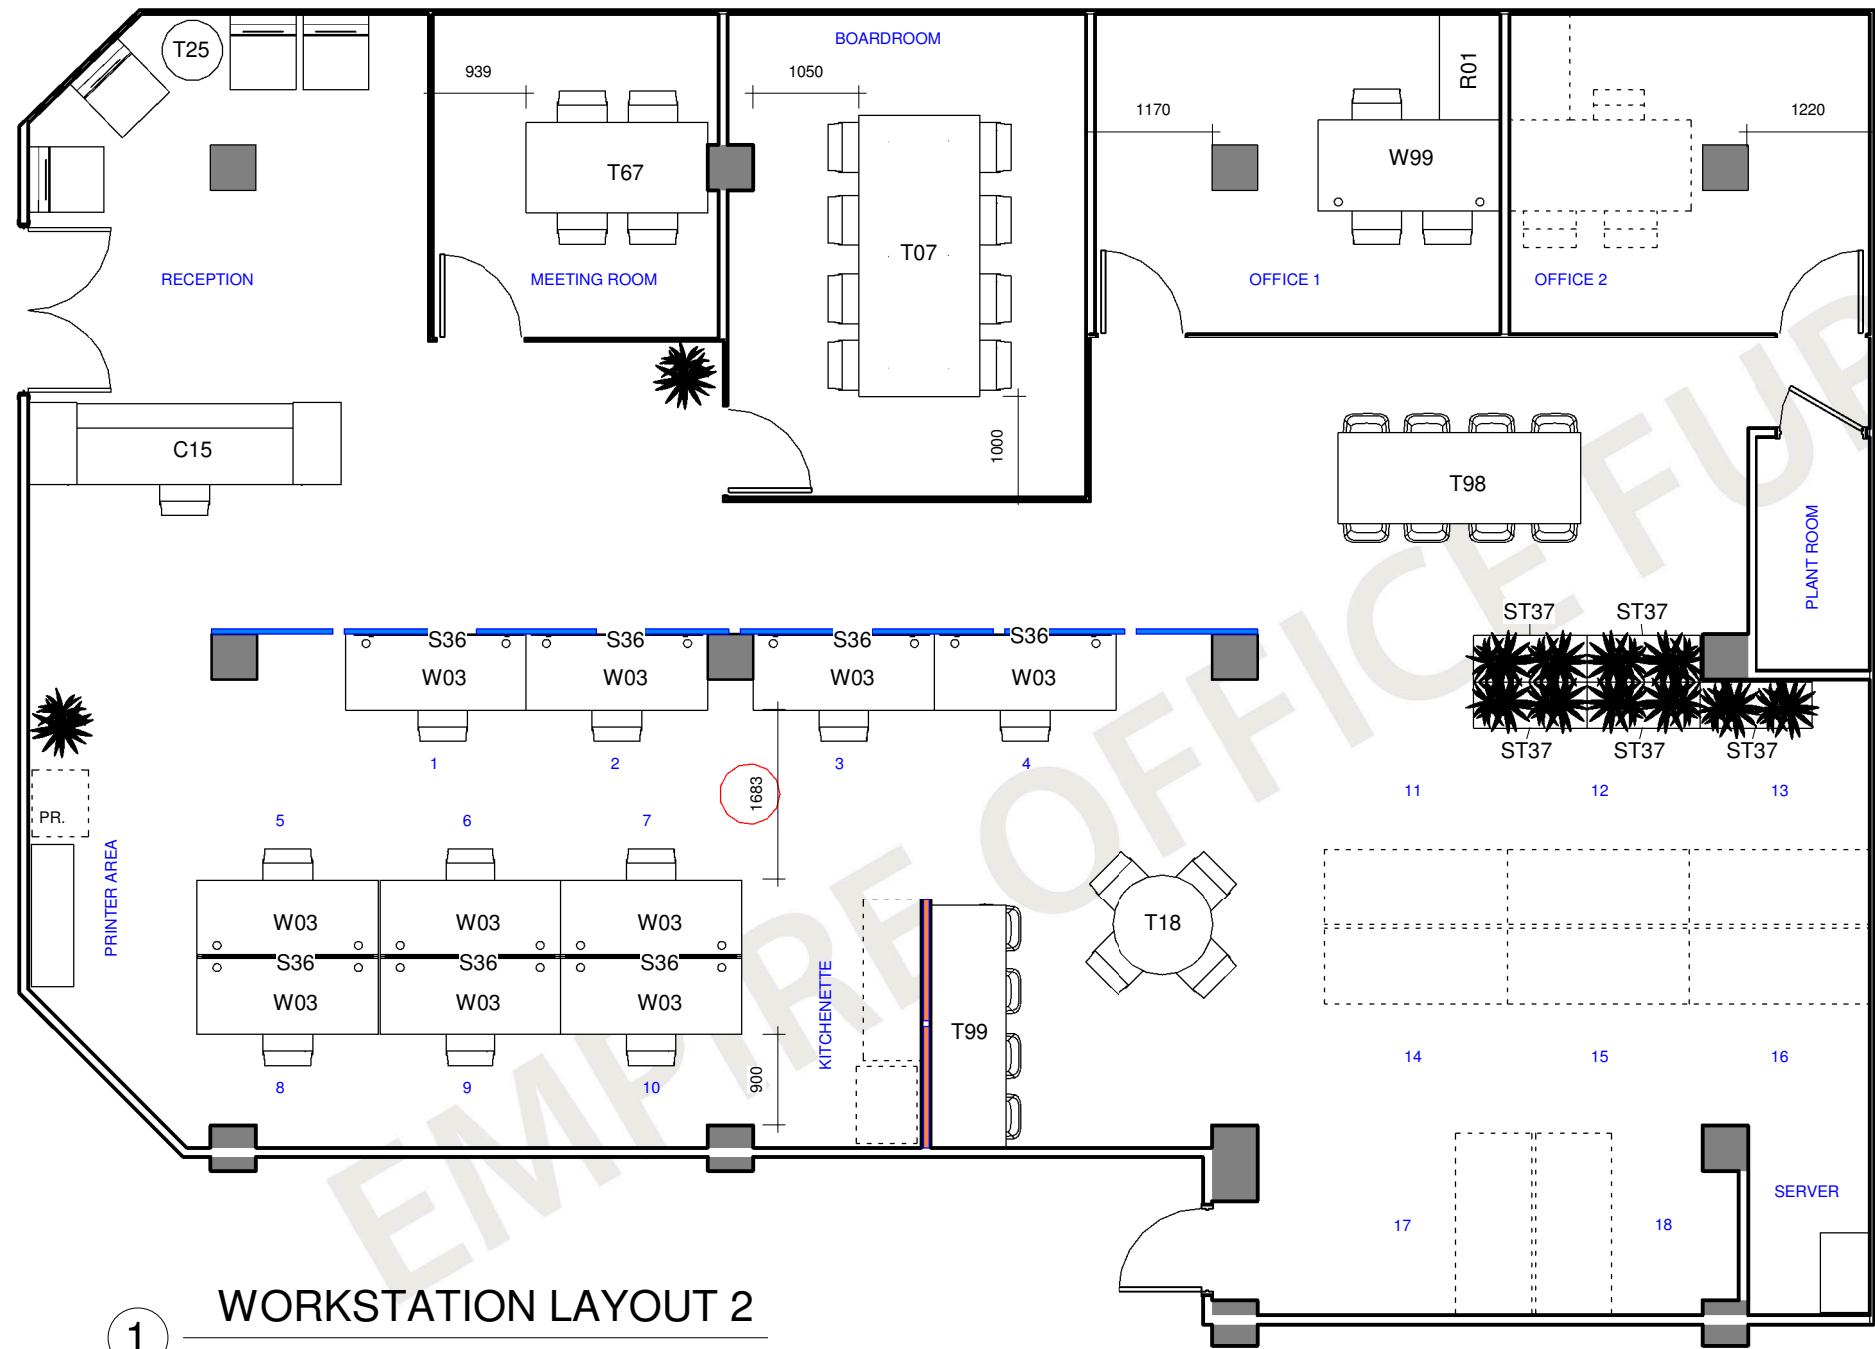 BOARDROOM
T25
939
1050
R01
1170
1220
W99
T67
T07
RECEPTION
MEETING ROOM
OFFICE 1
OFFICE 2
C15
1000
T98
PLANT ROOM
ST37
ST37
S36
S36
S36
S36
W03
W03
W03
W03
ST37
ST37
ST37
1
2
3
4
11
12
13
1683
PR.
5
6
7
PRINTER AREA
W03
W03
W03
T18
S36
S36
S36
W03
W03
W03
KITCHENETTE
T99
14
15
16
8
9
10
900
SERVER
17
18
WORKSTATION LAYOUT 2
1
EMPIRE OFFICE FUR